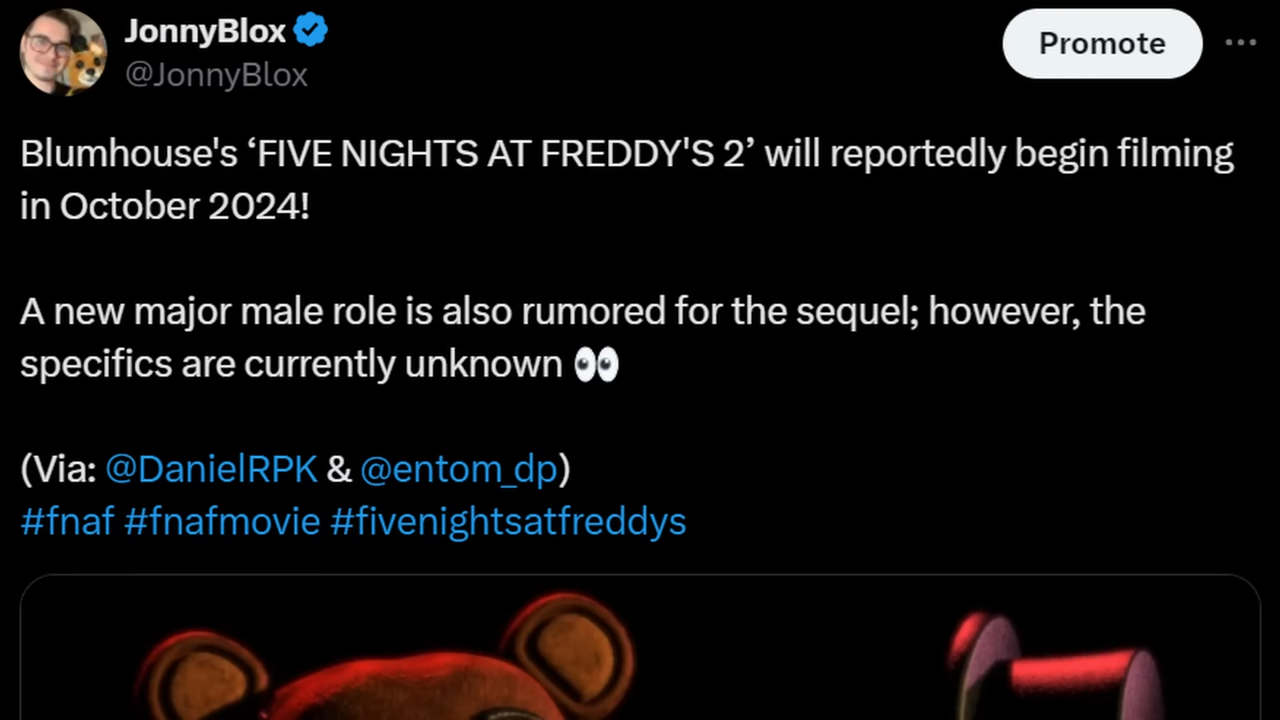 JonnyBlox
@JonnyBlox
Promote
Blumhouse's ‘FIVE NIGHTS AT FREDDY'S 2’ will reportedly begin filming
in October 2024!
A new major male role is also rumored for the sequel; however, the
specifics are currently unknown 👀
(Via: @DanielRPK & @entom_dp)
#fnaf #fnafmovie #fivenightsatfreddys